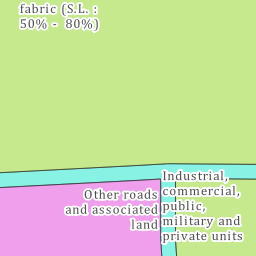 fabric (S.L. :
50% -  80%)
Other roads
and associated
land
Industrial,
commercial,
public,
military and
private units